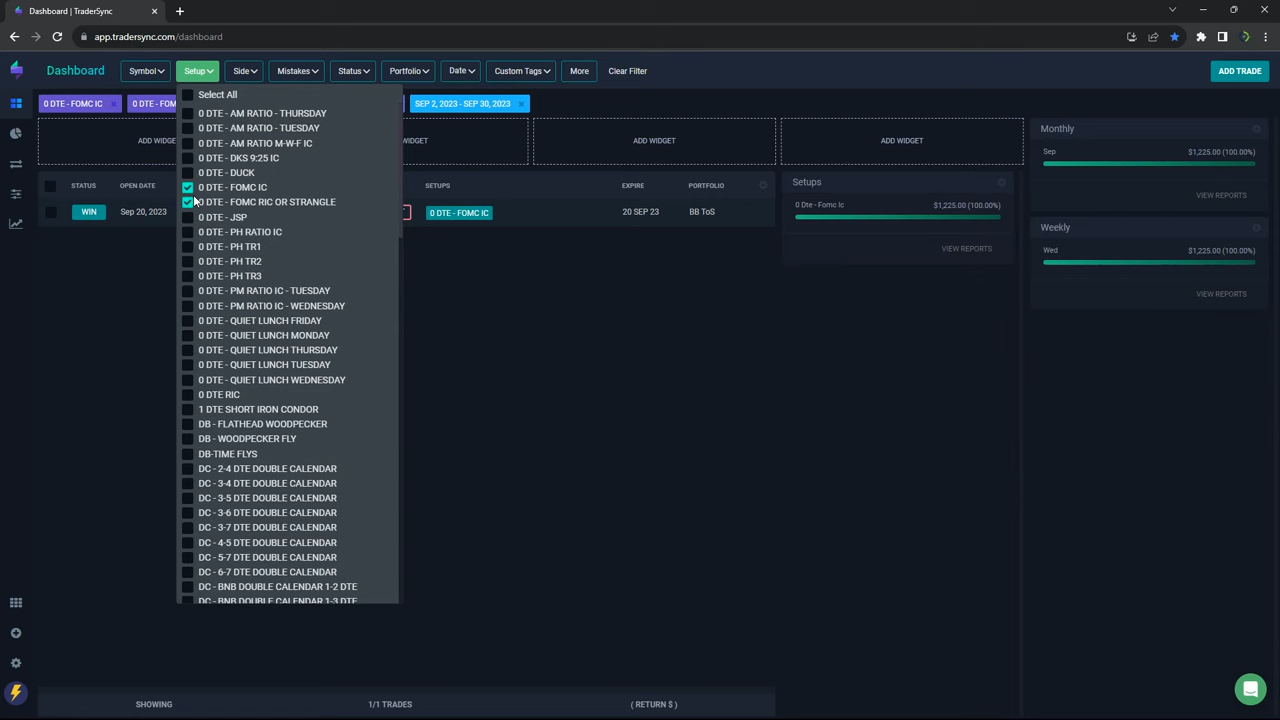 Dashboard | TraderSync
app.tradersync.com/dashboard
Dashboard
Symbol
Setup
Side
Mistakes
Status
Portfolio
Date
Custom Tags
More
Clear Filter
ADD TRADE
0 DTE - FOMC IC
0 DTE - FOM
SEP 2, 2023 - SEP 30, 2023
ADD WIDGE
WIDGET
ADD WIDGET
ADD WIDGET
STATUS
OPEN DATE
SETUPS
EXPIRE
PORTFOLIO
WIN
Sep 20, 2023
0 DTE - FOMC IC
20 SEP 23
BB ToS
Select All
0 DTE - AM RATIO - THURSDAY
0 DTE - AM RATIO - TUESDAY
0 DTE - AM RATIO M-W-F IC
0 DTE - DKS 9:25 IC
0 DTE - DUCK
0 DTE - FOMC IC
0 DTE - FOMC RIC OR STRANGLE
0 DTE - JSP
0 DTE - PH RATIO IC
0 DTE - PH TR1
0 DTE - PH TR2
0 DTE - PH TR3
0 DTE - PM RATIO IC - TUESDAY
0 DTE - PM RATIO IC - WEDNESDAY
0 DTE - QUIET LUNCH FRIDAY
0 DTE - QUIET LUNCH MONDAY
0 DTE - QUIET LUNCH THURSDAY
0 DTE - QUIET LUNCH TUESDAY
0 DTE - QUIET LUNCH WEDNESDAY
0 DTE RIC
1 DTE SHORT IRON CONDOR
DB - FLATHEAD WOODPECKER
DB - WOODPECKER FLY
DB-TIME FLYS
DC - 2-4 DTE DOUBLE CALENDAR
DC - 3-4 DTE DOUBLE CALENDAR
DC - 3-5 DTE DOUBLE CALENDAR
DC - 3-6 DTE DOUBLE CALENDAR
DC - 3-7 DTE DOUBLE CALENDAR
DC - 4-5 DTE DOUBLE CALENDAR
DC - 5-7 DTE DOUBLE CALENDAR
DC - 6-7 DTE DOUBLE CALENDAR
DC - BNB DOUBLE CALENDAR 1-2 DTE
DC - BNB DOUBLE CALENDAR 1-3 DTE
Setups
0 Dte - Fomc Ic
$1,225.00 (100.00%)
VIEW REPORTS
Monthly
Sep
$1,225.00 (100.00%)
VIEW REPORTS
Weekly
Wed
$1,225.00 (100.00%)
VIEW REPORTS
SHOWING
1/1 TRADES
( RETURN $ )